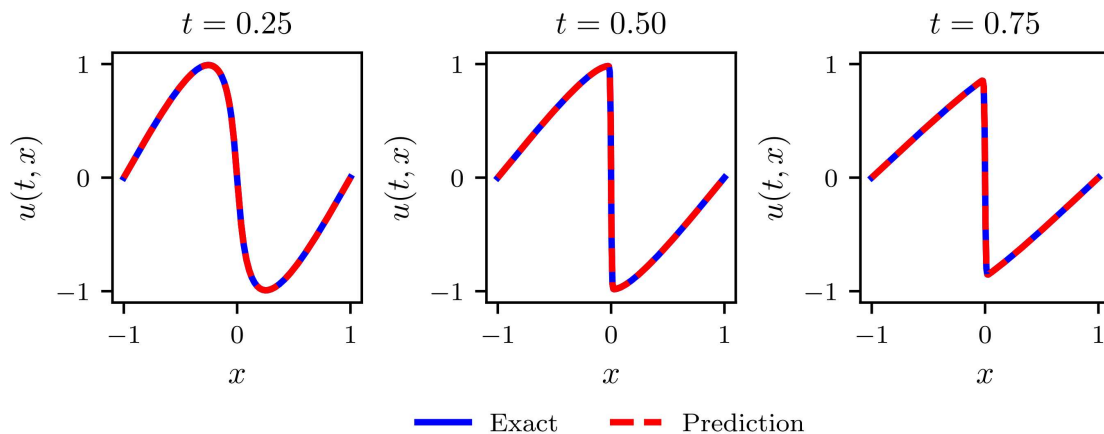 t = 0.25
t = 0.50
t = 0.75
u(t, x)
1
0
−1
−1
0
1
x
u(t, x)
1
0
−1
−1
0
1
x
u(t, x)
1
0
−1
−1
0
1
x
Exact
Prediction